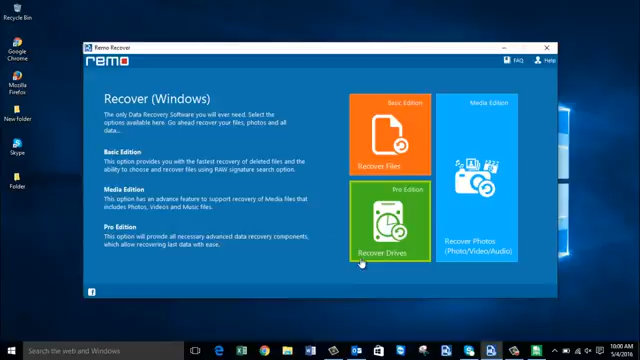 Recycle Bin
Google
Chrome
Mozilla
Firefox
New folder
Skype
Folder
Remo Recover
remo
FAQ
Help
Recover (Windows)
The only Data Recovery Software you will ever need. Select the
options available here. Go ahead recover your files, photos and all
data...
Basic Edition
This option provides you with the fastest recovery of deleted files and the
ability to choose and recover files using RAW signature search option.
Media Edition
This option has an advance feature to support recovery of Media files that
includes Photos, Videos and Music files.
Pro Edition
This option will provide all necessary advanced data recovery components,
which allow recovering last data with ease.
Basic Edition
Recover Files
Pro Edition
Recover Drives
Media Edition
Recover Photos
(Photo/Video/Audio)
Search the web and Windows
10:00 AM
5/4/2016